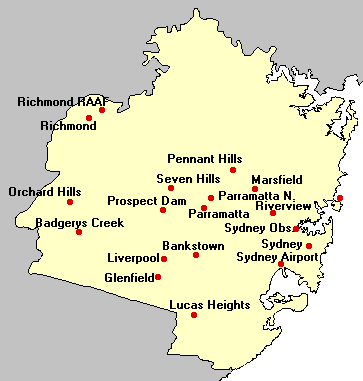 Richmond RAAF
Richmond
Pennant Hills
Seven Hills
Marsfield
Orchard Hills
Prospect Dam
Parramatta N.
Parramatta
Riverview
Badgerys Creek
Sydney Obs
Bankstown
Sydney
Liverpool
Sydney Airport
Glenfield
Lucas Heights